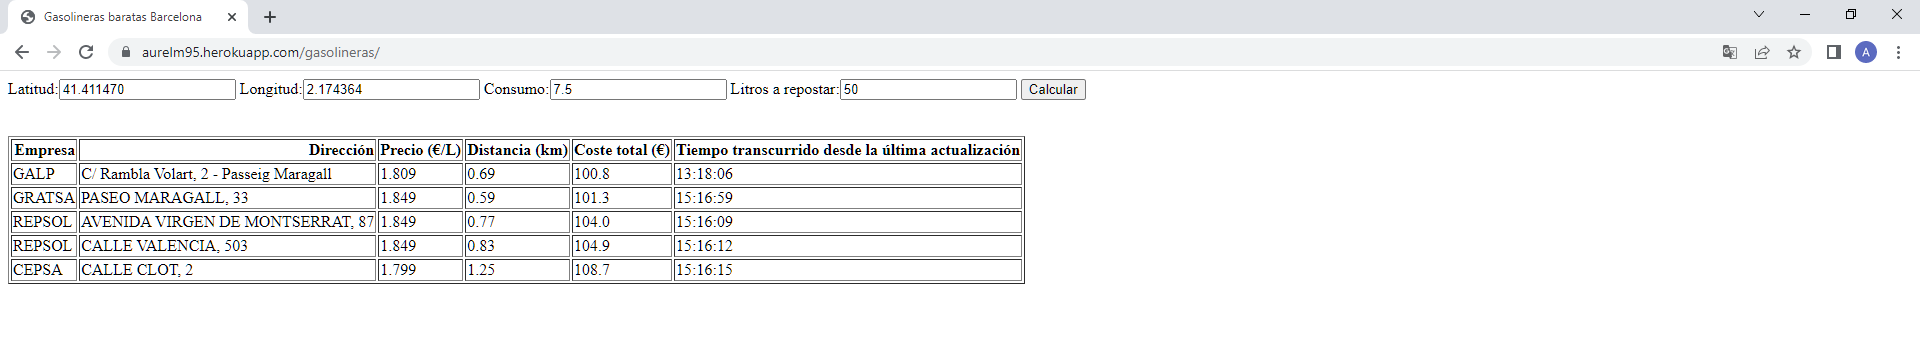 Gasolineras baratas Barcelona
aurelm95.herokuapp.com/gasolineras/
A
Latitud: 41.411470 Longitud: 2.174364 Consumo: 7.5 Litros a repostar: 50 Calcular
Empresa Dirección Precio (€/L) Distancia (km) Coste total (€) Tiempo transcurrido desde la última actualización
GALP C/ Rambla Volart, 2 - Passeig Maragall 1.809 0.69 100.8 13:18:06
GRATSA PASEO MARAGALL, 33 1.849 0.59 101.3 15:16:59
REPSOL AVENIDA VIRGEN DE MONTSERRAT, 87 1.849 0.77 104.0 15:16:09
REPSOL CALLE VALENCIA, 503 1.849 0.83 104.9 15:16:12
CEPSA CALLE CLOT, 2 1.799 1.25 108.7 15:16:15